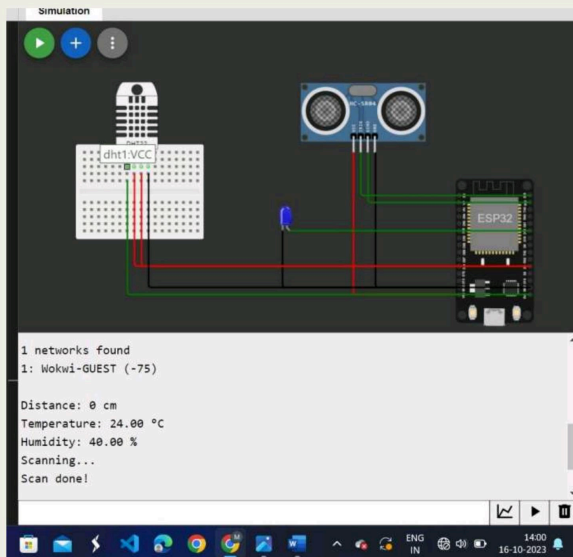 Simulation
DHT22
dht1:VCC
HC-SR04
ESP32
1 networks found
1: Wokwi-GUEST (-75)
Distance: 0 cm
Temperature: 24.00 °C
Humidity: 40.00 %
Scanning...
Scan done!
ENG
IN
14:00
16-10-2023